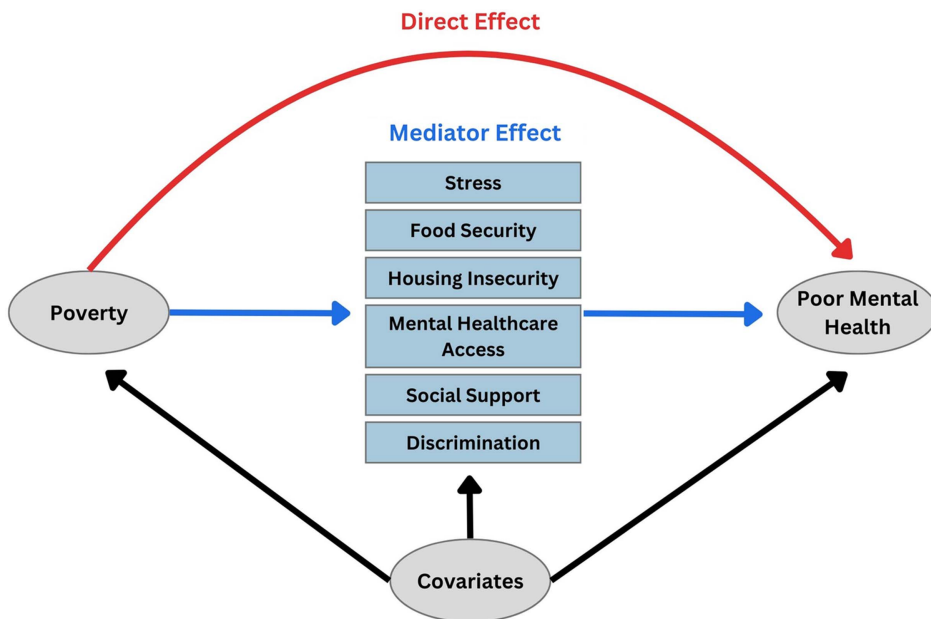 Direct Effect
Mediator Effect
Stress
Food Security
Housing Insecurity
Mental Healthcare
Access
Social Support
Discrimination
Poverty
Poor Mental
Health
Covariates